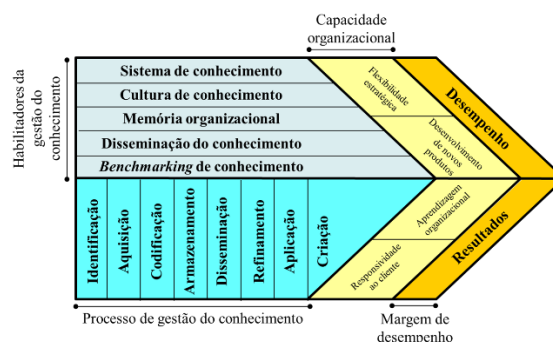 Capacidade
organizacional
Habilitadores da
gestão do
conhecimento
Sistema de conhecimento
Cultura de conhecimento
Memória organizacional
Disseminação do conhecimento
Benchmarking de conhecimento
Flexibilidade
estratégica
Desenvolvimento
de novos
produtos
Desempenho
Identificação
Aquisição
Codificação
Armazenamento
Disseminação
Refinamento
Aplicação
Criação
Responsividade
ao cliente
Aprendizagem
organizacional
Resultados
Processo de gestão do conhecimento
Margem de
desempenho